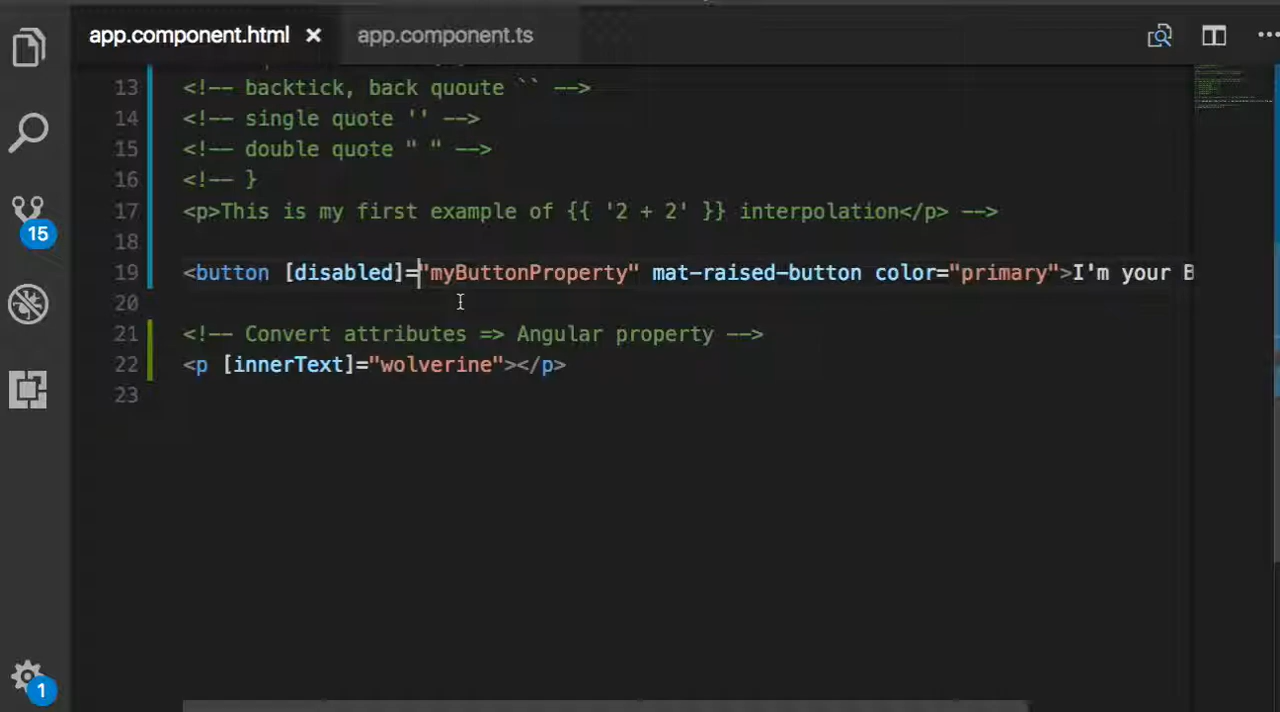 app.component.html × app.component.ts
13 <!-- backtick, back quoute `` -->
14 <!-- single quote '' -->
15 <!-- double quote " " -->
16 <!-- }
17 <p>This is my first example of {{ '2 + 2' }} interpolation</p> -->
18
19 <button [disabled]="myButtonProperty" mat-raised-button color="primary">I'm your B
20
21 <!-- Convert attributes => Angular property -->
22 <p [innerText]="wolverine"></p>
23
15
1